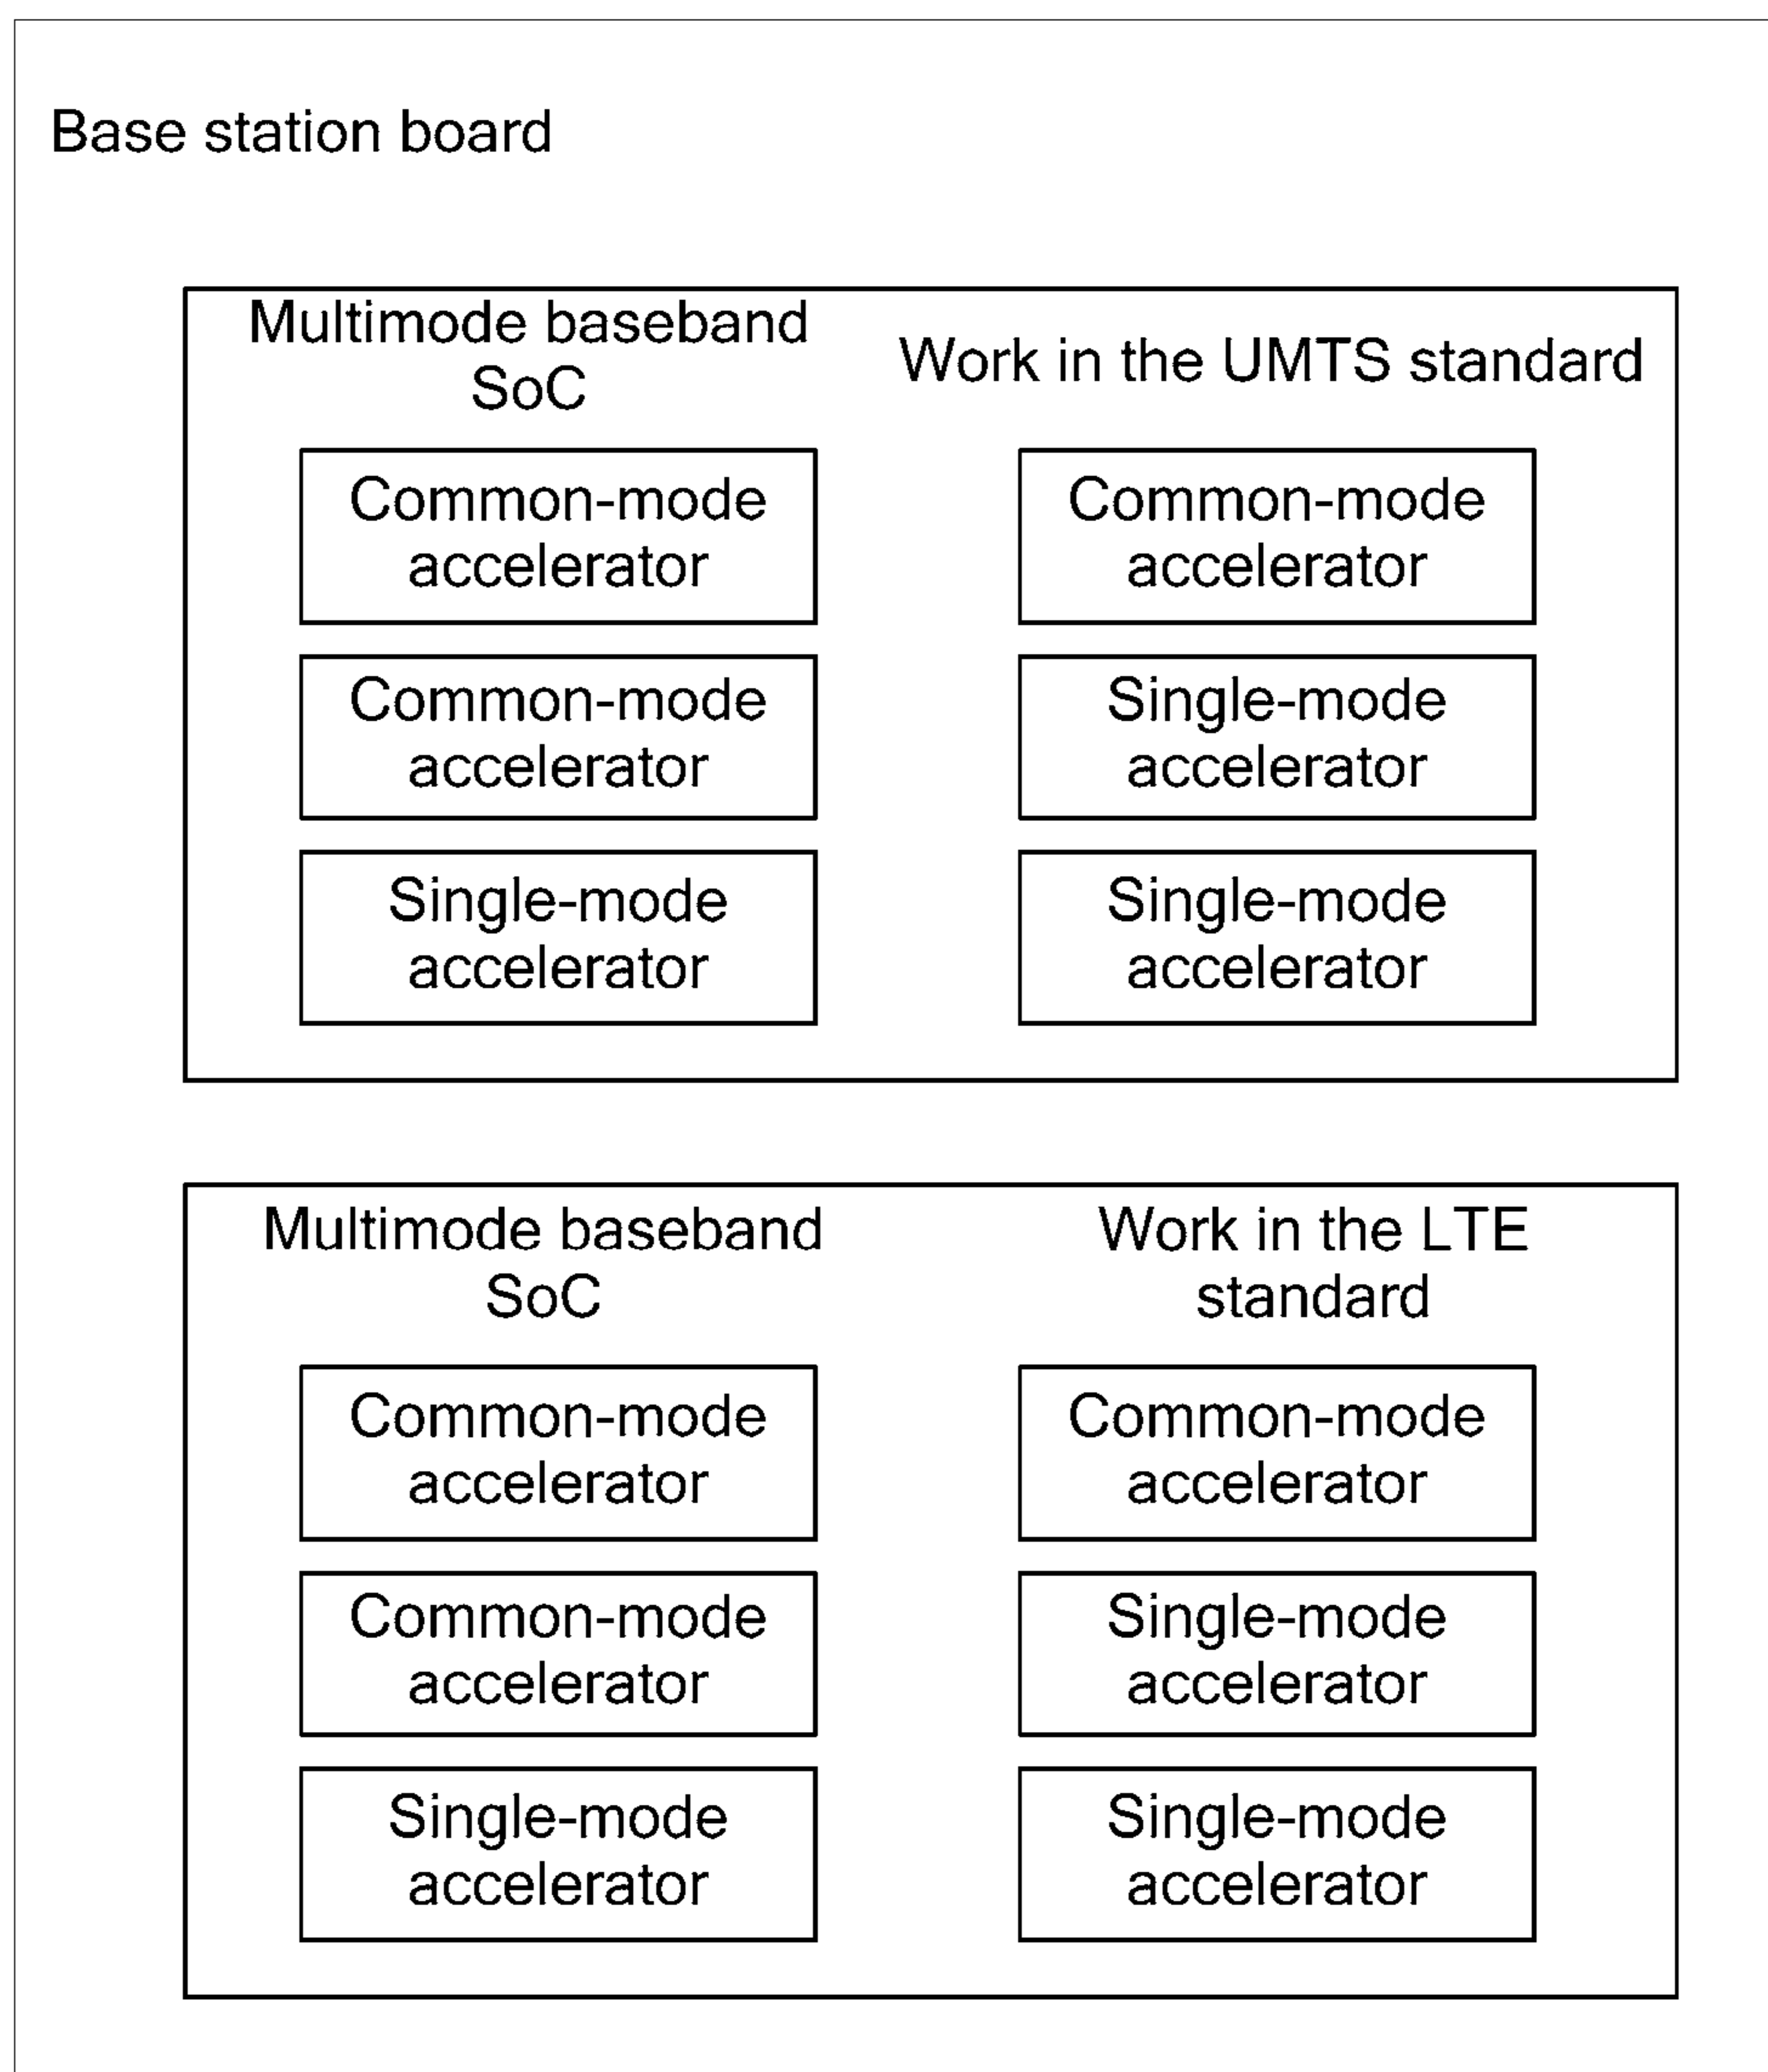 Base station board
Multimode baseband
SoC
Work in the UMTS standard
Common-mode
accelerator
Common-mode
accelerator
Common-mode
accelerator
Single-mode
accelerator
Single-mode
accelerator
Single-mode
accelerator
Multimode baseband
SoC
Work in the LTE
standard
Common-mode
accelerator
Common-mode
accelerator
Common-mode
accelerator
Single-mode
accelerator
Single-mode
accelerator
Single-mode
accelerator